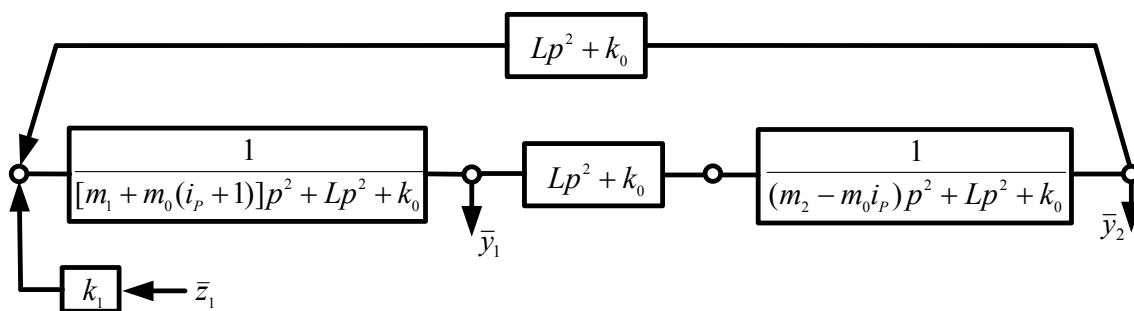 Lp² + k₀
1
[m₁ + m₀(i_P + 1)]p² + Lp² + k₀
Lp² + k₀
1
(m₂ − m₀i_P)p² + Lp² + k₀
ȳ₁
ȳ₂
k₁
z̄₁